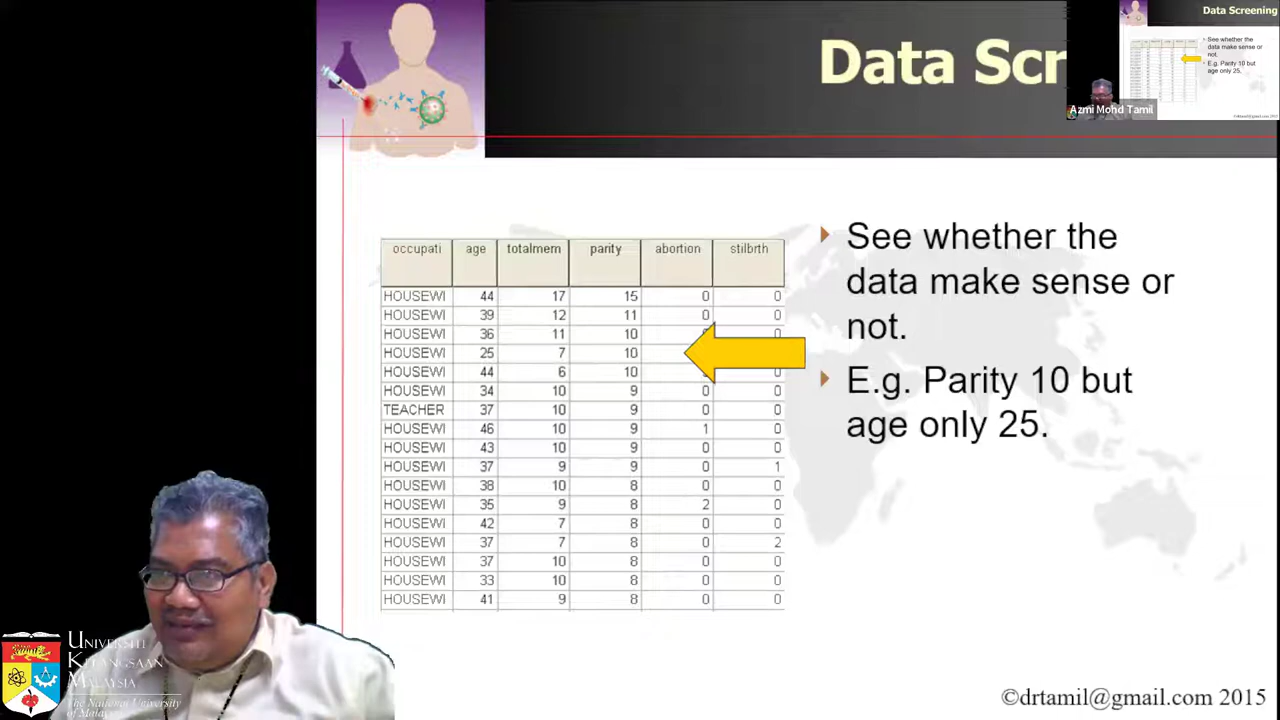 Data Scr
Data Screening
See whether the
data make sense or
not.
E.g. Parity 10 but
age only 25.
Azmi Mohd Tamil
occupati age totalmem parity abortion stilbrth
HOUSEWI 44 17 15 0 0
HOUSEWI 39 12 11 0 0
HOUSEWI 36 11 10 0
HOUSEWI 25 7 10
HOUSEWI 44 6 10 0
HOUSEWI 34 10 9 0 0
TEACHER 37 10 9 0 0
HOUSEWI 46 10 9 1 0
HOUSEWI 43 10 9 0 0
HOUSEWI 37 9 9 0 1
HOUSEWI 38 10 8 0 0
HOUSEWI 35 9 8 2 0
HOUSEWI 42 7 8 0 0
HOUSEWI 37 7 8 0 2
HOUSEWI 37 10 8 0 0
HOUSEWI 33 10 8 0 0
HOUSEWI 41 9 8 0 0
See whether the
data make sense or
not.
E.g. Parity 10 but
age only 25.
UNIVERSITI
KEBANGSAAN
MALAYSIA
The National University
of Malaysia
©drtamil@gmail.com 2015